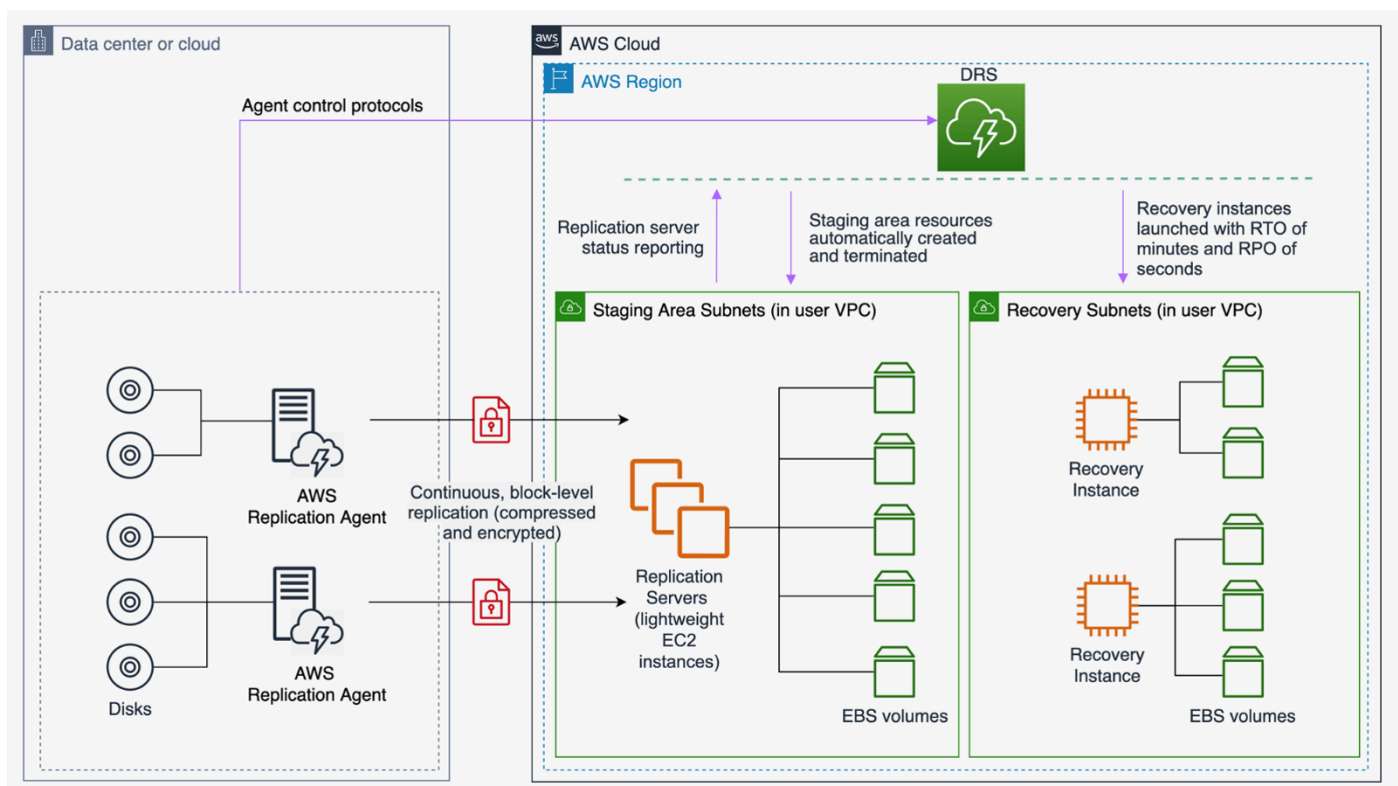 Data center or cloud
aws
AWS Cloud
AWS Region
DRS
Agent control protocols
Replication server
status reporting
Staging area resources
automatically created
and terminated
Recovery instances
launched with RTO of
minutes and RPO of
seconds
Staging Area Subnets (in user VPC)
Recovery Subnets (in user VPC)
AWS
Replication Agent
Continuous, block-level
replication (compressed
and encrypted)
Recovery
Instance
Replication
Servers
(lightweight
EC2
instances)
AWS
Replication Agent
Recovery
Instance
Disks
EBS volumes
EBS volumes